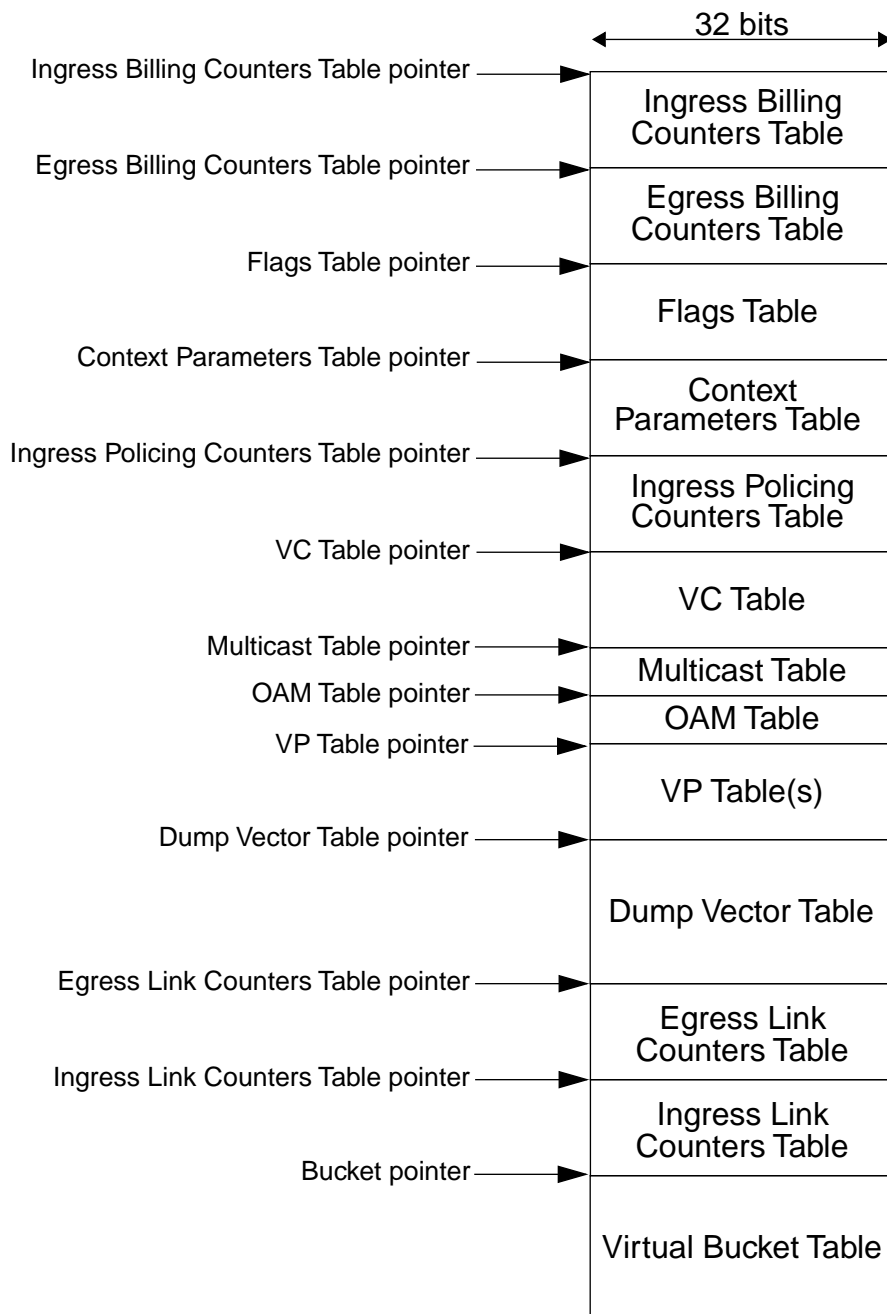 32 bits
Ingress Billing Counters Table pointer
Ingress Billing
Counters Table
Egress Billing Counters Table pointer
Egress Billing
Counters Table
Flags Table pointer
Flags Table
Context Parameters Table pointer
Context
Parameters Table
Ingress Policing Counters Table pointer
Ingress Policing
Counters Table
VC Table pointer
VC Table
Multicast Table pointer
Multicast Table
OAM Table pointer
OAM Table
VP Table pointer
VP Table(s)
Dump Vector Table pointer
Dump Vector Table
Egress Link Counters Table pointer
Egress Link
Counters Table
Ingress Link Counters Table pointer
Ingress Link
Counters Table
Bucket pointer
Virtual Bucket Table